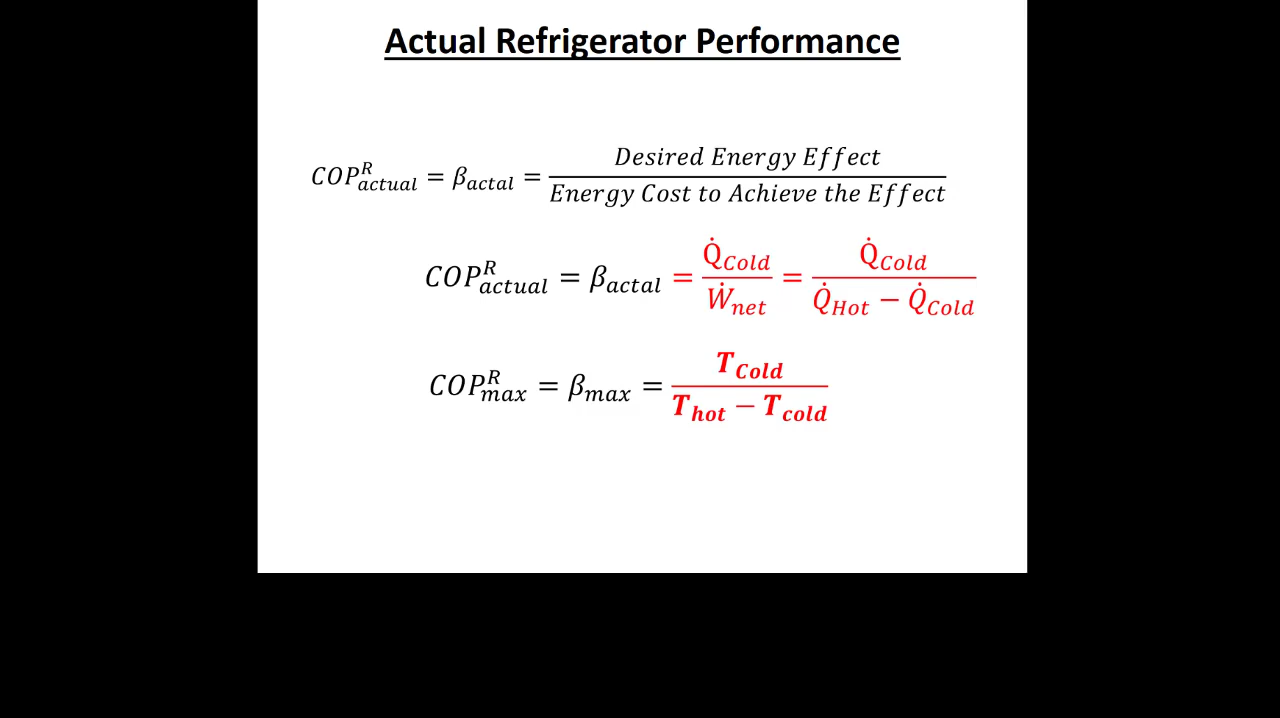 Actual Refrigerator Performance
COP^R_actual = β_actal = Desired Energy Effect / Energy Cost to Achieve the Effect
COP^R_actual = β_actal = Q̇_Cold / Ẇ_net = Q̇_Cold / Q̇_Hot − Q̇_Cold
COP^R_max = β_max = T_Cold / T_hot − T_cold